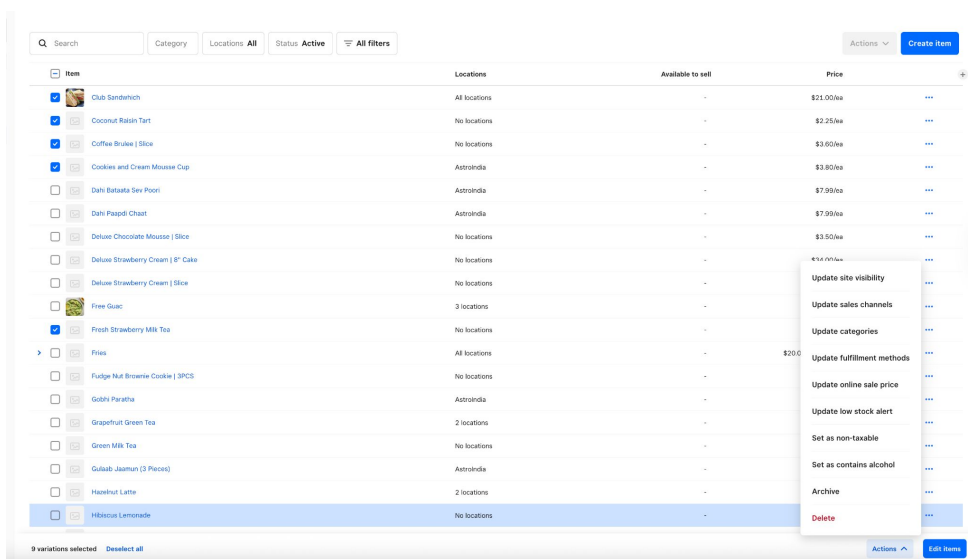 Search Category Locations All Status Active All filters Actions Create item
Item Locations Available to sell Price +
Club Sandwhich All locations - $21.00/ea ...
Coconut Raisin Tart No locations - $2.25/ea ...
Coffee Brulee | Slice No locations - $3.60/ea ...
Cookies and Cream Mousse Cup AstroIndia - $3.80/ea ...
Dahi Bataata Sev Poori AstroIndia - $7.99/ea ...
Dahi Paapdi Chaat AstroIndia - $7.99/ea ...
Deluxe Chocolate Mousse | Slice No locations - $3.50/ea ...
Deluxe Strawberry Cream | 8" Cake No locations - $34.00/ea ...
Deluxe Strawberry Cream | Slice No locations - ...
Free Guac 3 locations - ...
Fresh Strawberry Milk Tea No locations - ...
Fries All locations - $20.0 ...
Fudge Nut Brownie Cookie | 3PCS No locations - ...
Gobhi Paratha AstroIndia - ...
Grapefruit Green Tea 2 locations - ...
Green Milk Tea No locations - ...
Gulaab Jaamun (3 Pieces) AstroIndia - ...
Hazelnut Latte 2 locations - ...
Hibiscus Lemonade No locations - ...
Update site visibility
Update sales channels
Update categories
Update fulfillment methods
Update online sale price
Update low stock alert
Set as non-taxable
Set as contains alcohol
Archive
Delete
9 variations selected Deselect all Actions Edit items